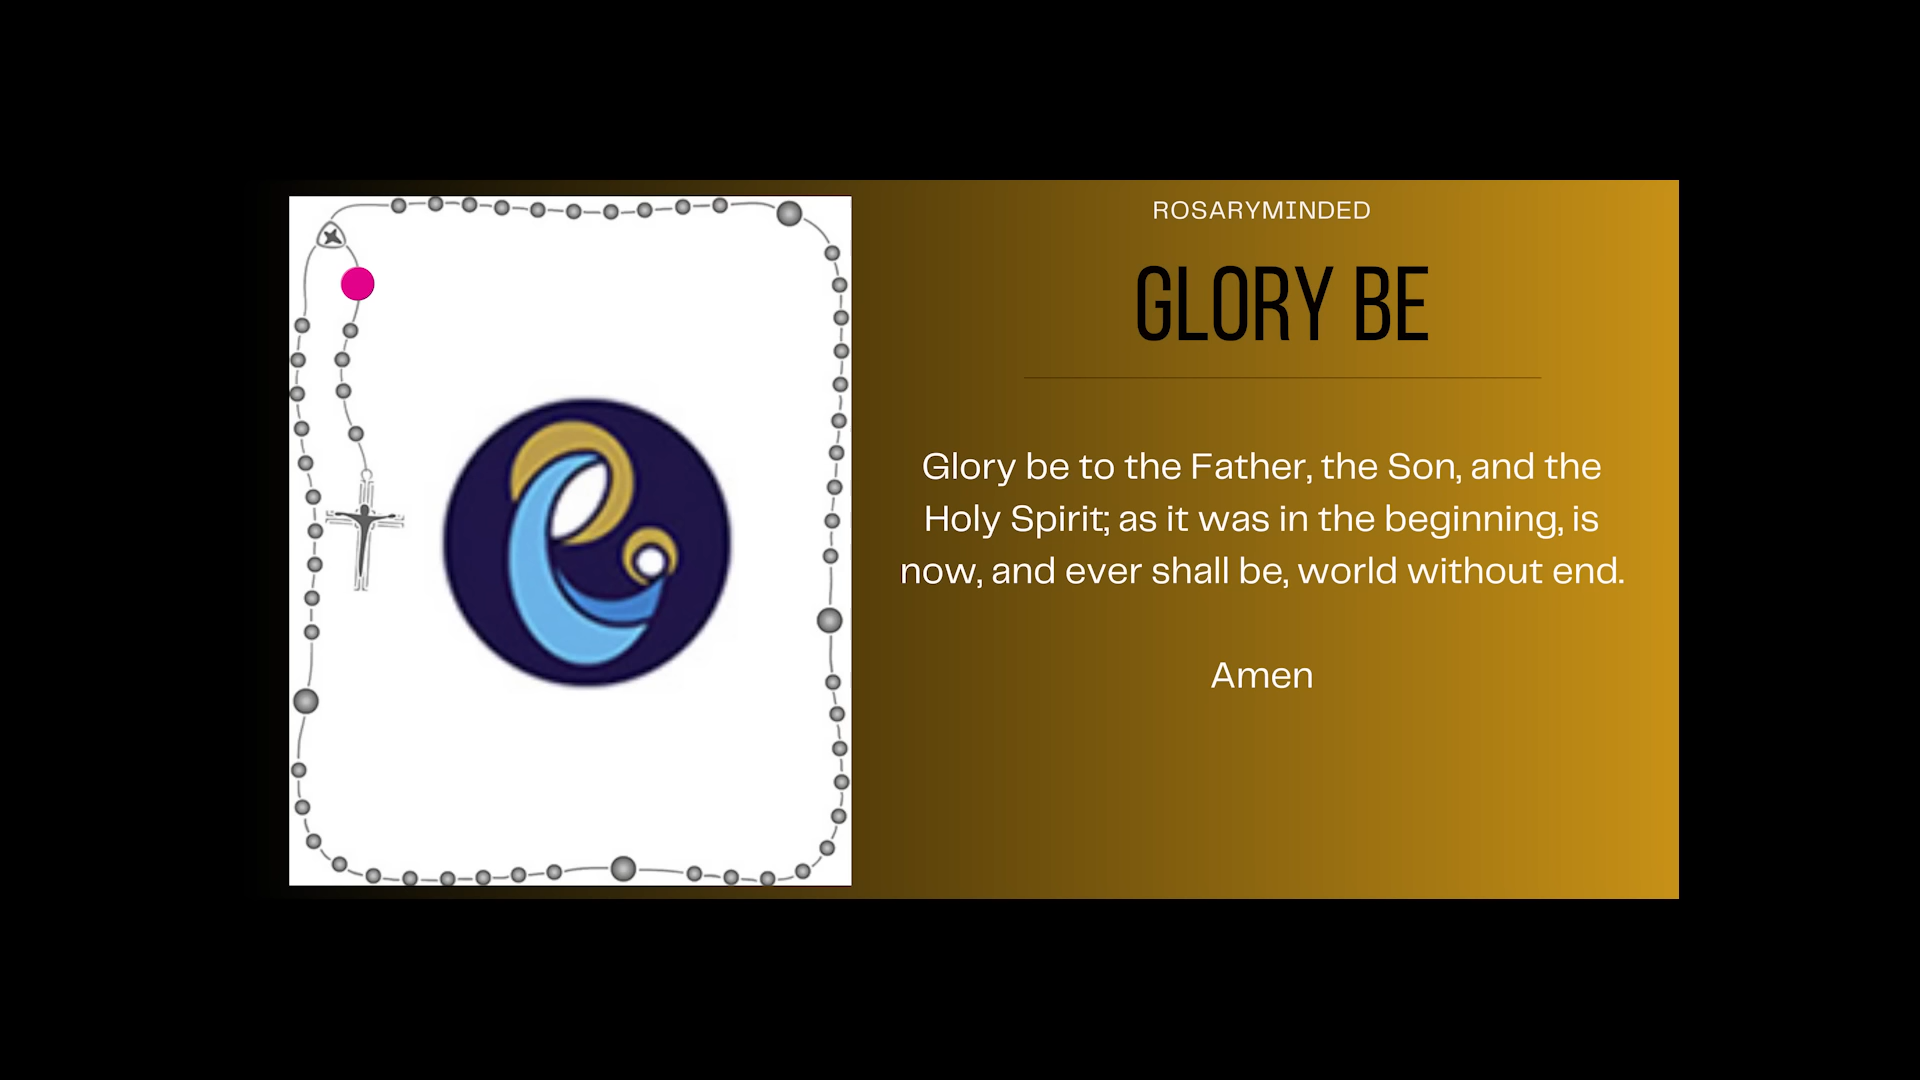 ROSARYMINDED
GLORY BE
Glory be to the Father, the Son, and the
Holy Spirit; as it was in the beginning, is
now, and ever shall be, world without end.
Amen